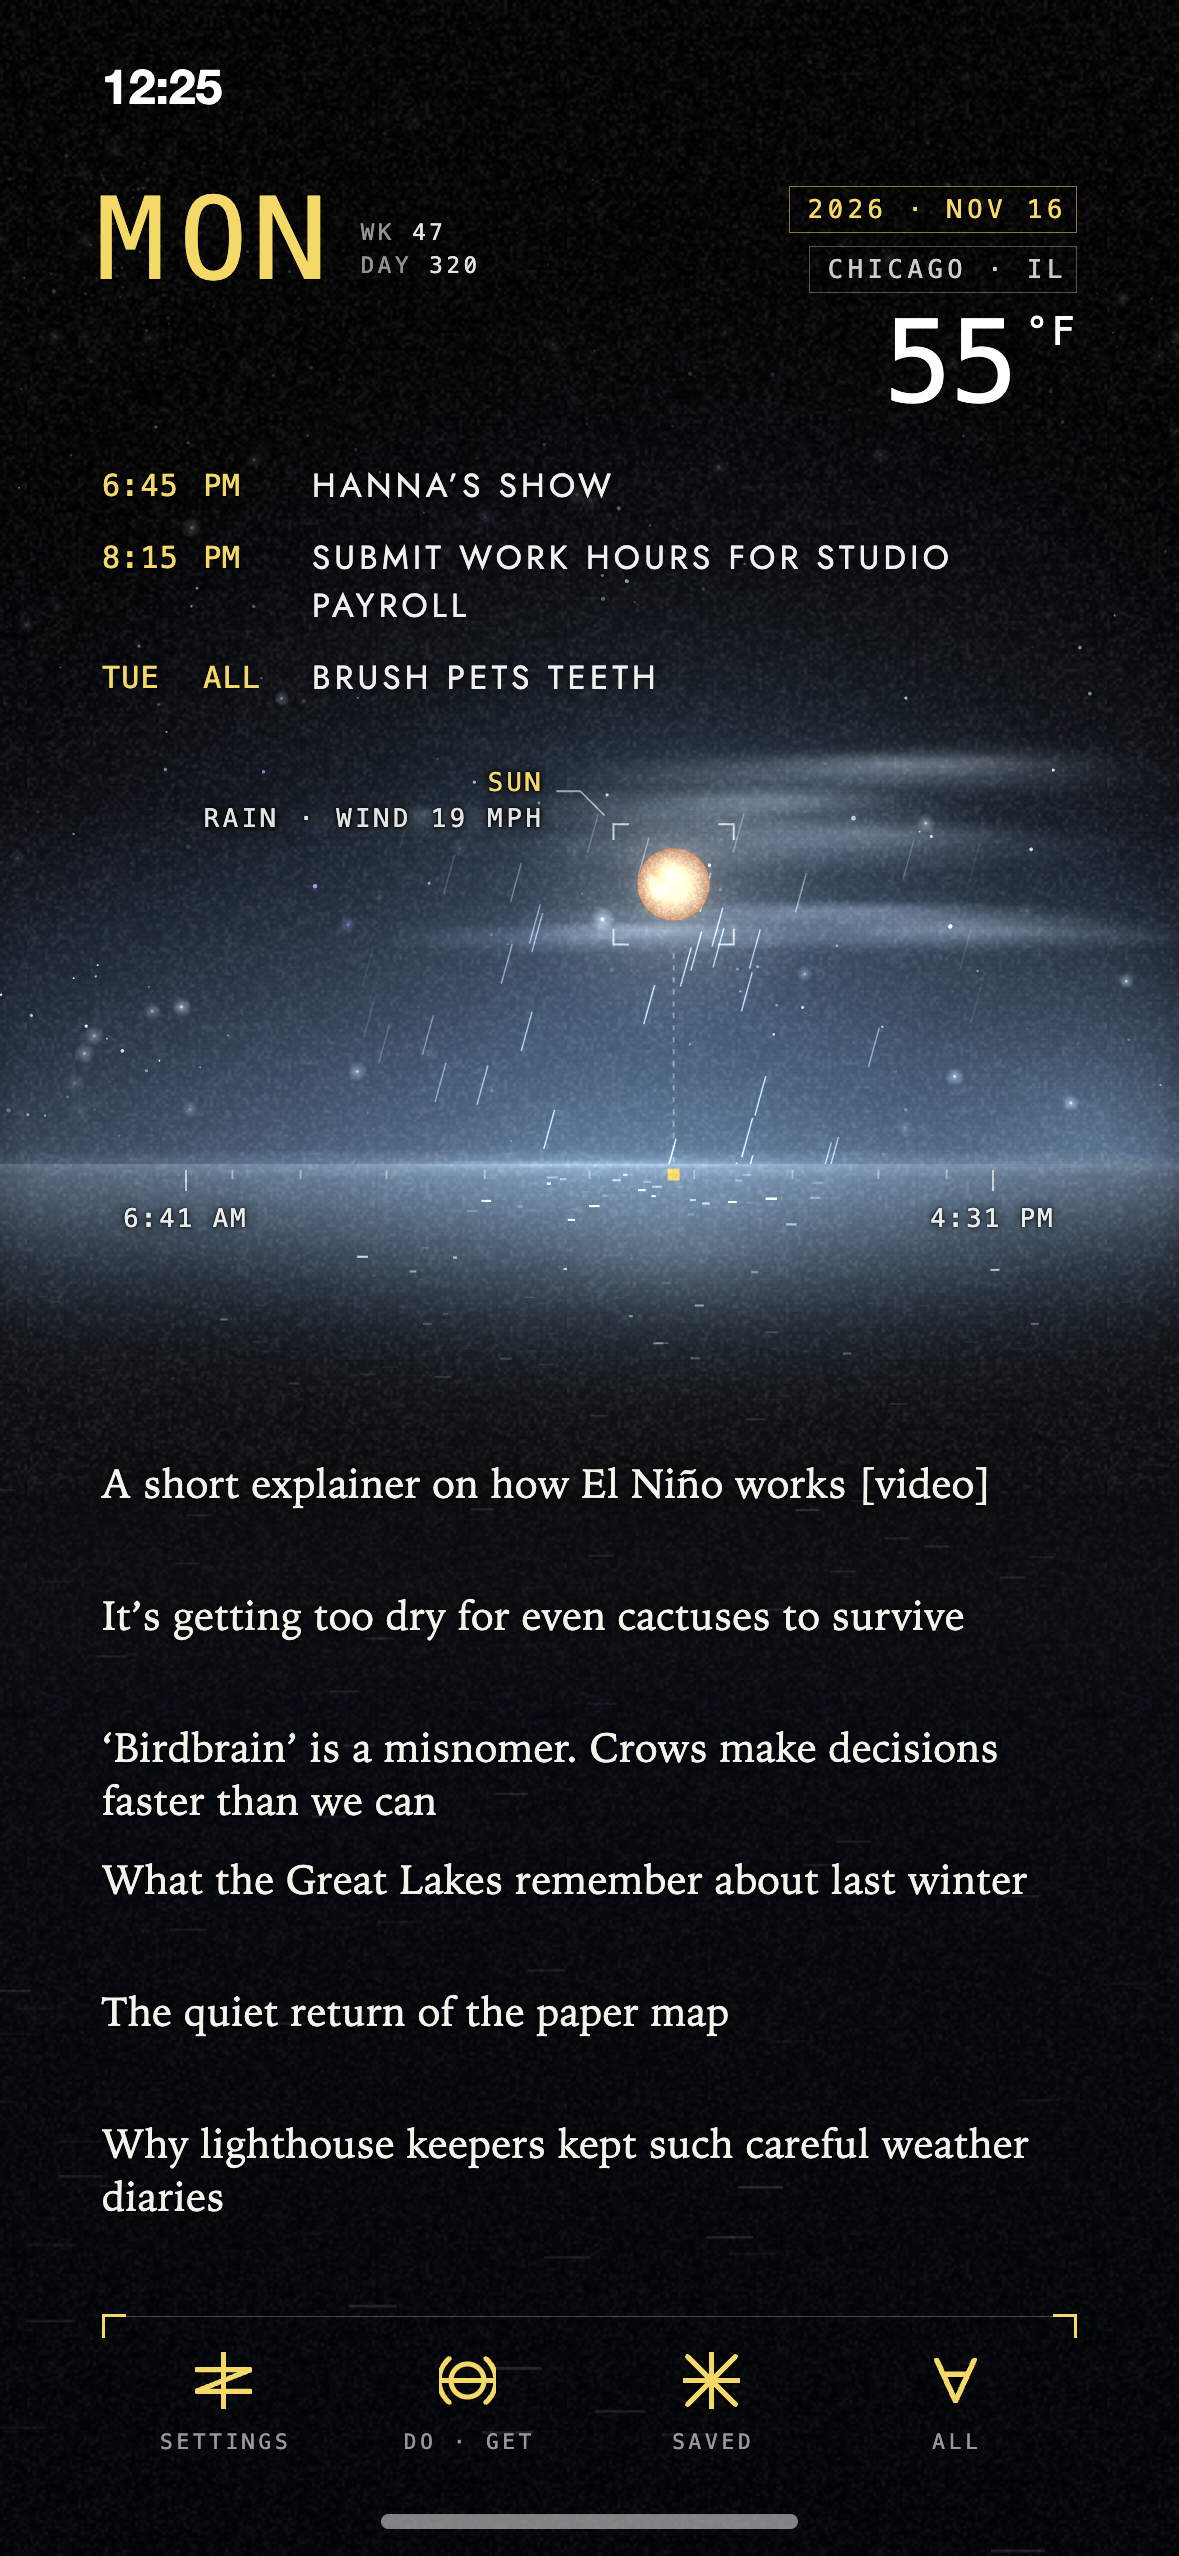 12:25
MON
WK 47
DAY 320
2026 · NOV 16
CHICAGO · IL
55 °F
6:45 PM HANNA’S SHOW
8:15 PM SUBMIT WORK HOURS FOR STUDIO
PAYROLL
TUE ALL BRUSH PETS TEETH
SUN
RAIN · WIND 19 MPH
6:41 AM
4:31 PM
A short explainer on how El Niño works [video]
It’s getting too dry for even cactuses to survive
‘Birdbrain’ is a misnomer. Crows make decisions
faster than we can
What the Great Lakes remember about last winter
The quiet return of the paper map
Why lighthouse keepers kept such careful weather
diaries
SETTINGS
DO · GET
SAVED
ALL